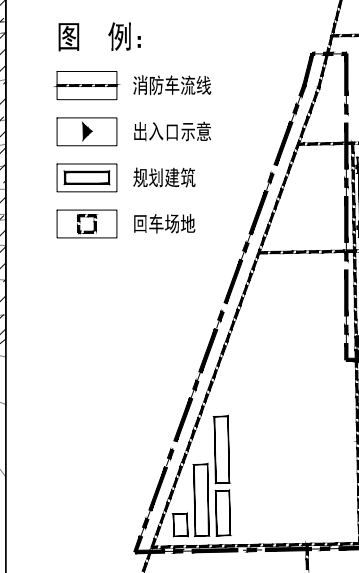 图 例:
消防车流线
出入口示意
规划建筑
回车场地